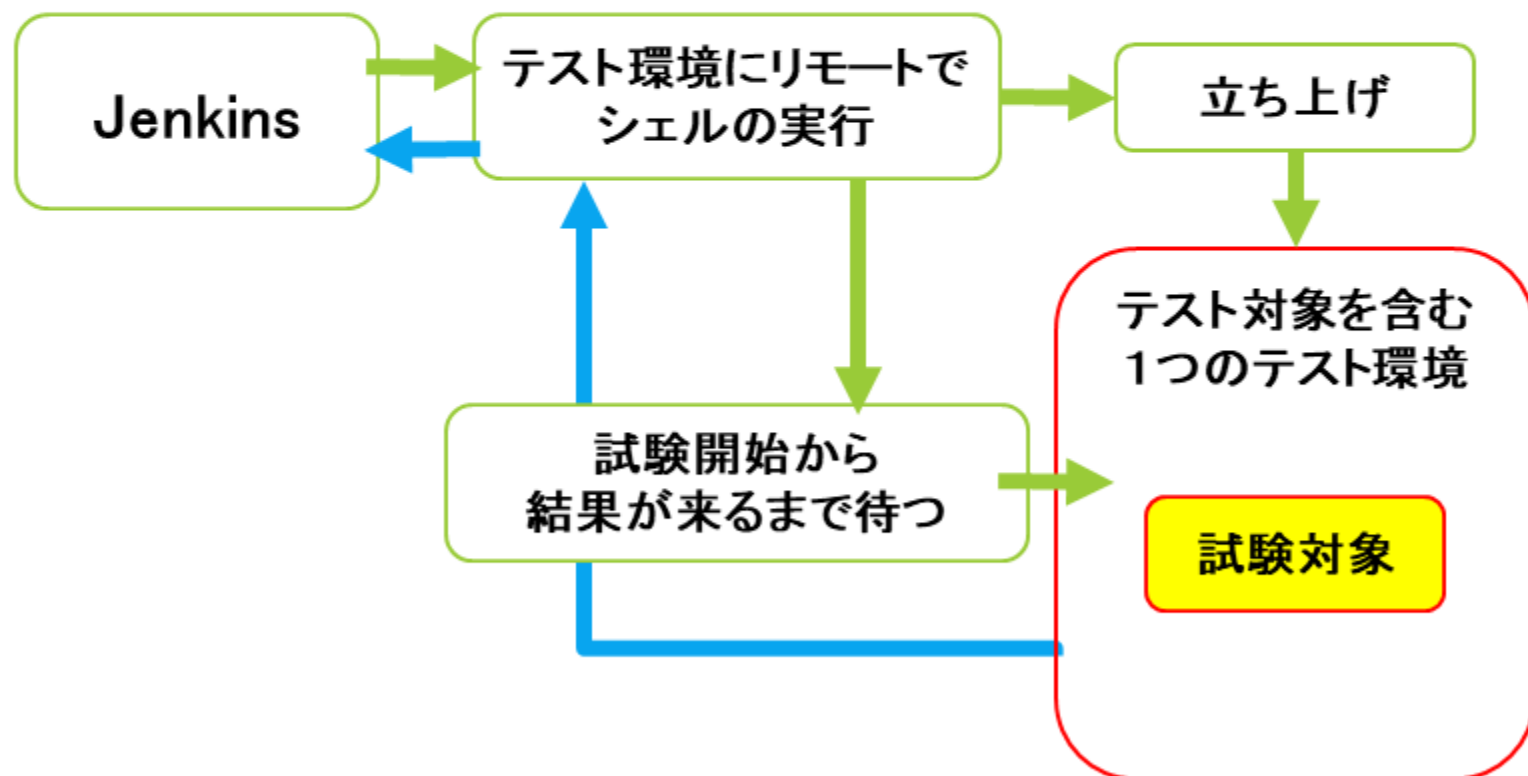 Jenkins
テスト環境にリモートで
シェルの実行
立ち上げ
テスト対象を含む
１つのテスト環境
試験開始から
結果が来るまで待つ
試験対象